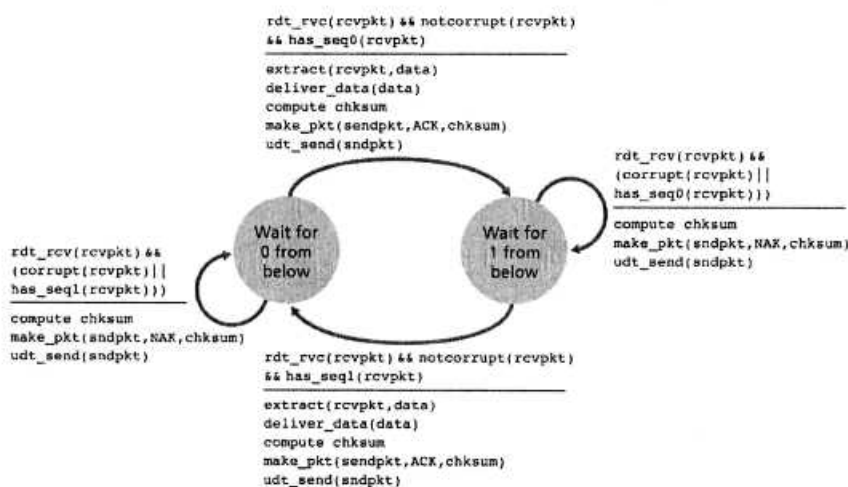 rdt_rvc(rcvpkt) && notcorrupt(rcvpkt)
&& has_seq0(rcvpkt)
extract(rcvpkt,data)
deliver_data(data)
compute chksum
make_pkt(sendpkt,ACK,chksum)
udt_send(sndpkt)
rdt_rcv(rcvpkt) &&
(corrupt(rcvpkt)||
has_seq0(rcvpkt)))
compute chksum
make_pkt(sndpkt,NAK,chksum)
udt_send(sndpkt)
Wait for
0 from
below
Wait for
1 from
below
rdt_rcv(rcvpkt) &&
(corrupt(rcvpkt)||
has_seq1(rcvpkt)))
compute chksum
make_pkt(sndpkt,NAK,chksum)
udt_send(sndpkt)
rdt_rvc(rcvpkt) && notcorrupt(rcvpkt)
&& has_seq1(rcvpkt)
extract(rcvpkt,data)
deliver_data(data)
compute chksum
make_pkt(sendpkt,ACK,chksum)
udt_send(sndpkt)